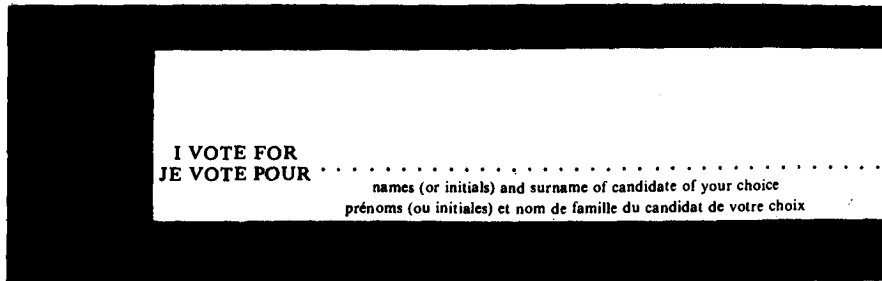 I VOTE FOR
JE VOTE POUR . . . . . . . . . . . . . . . . . . . . . . . . . . . . . . . . . . . . . . .
names (or initials) and surname of candidate of your choice
prénoms (ou initiales) et nom de famille du candidat de votre choix